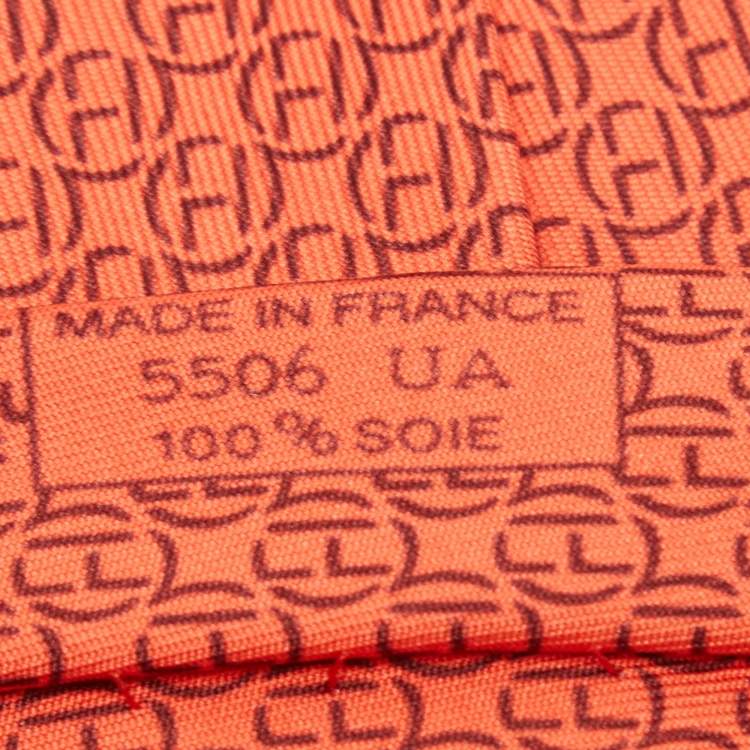 MADE IN FRANCE
5506 UA
100% SOIE